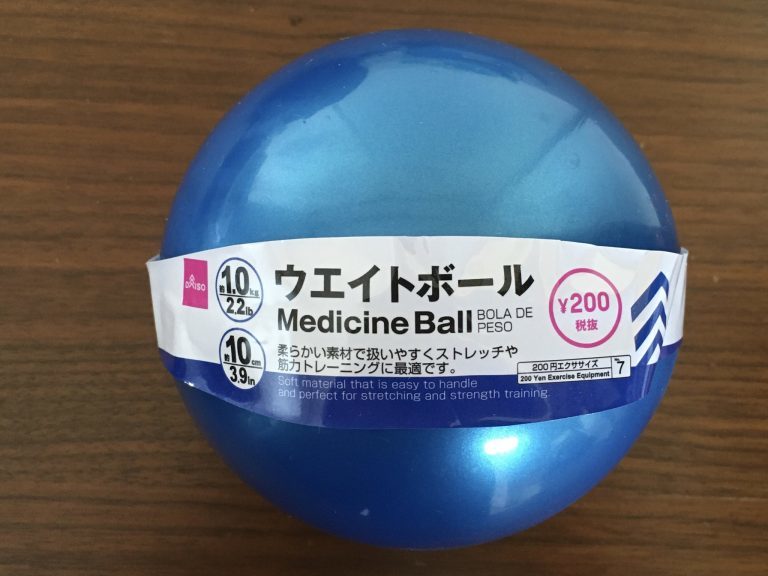 DAISO
約1.0kg
2.2lb
約10cm
3.9in
ウエイトボール
Medicine Ball
BOLA DE
PESO
柔らかい素材で扱いやすくストレッチや
筋力トレーニングに最適です。
Soft material that is easy to handle
and perfect for stretching and strength training.
¥200
税抜
200円エクササイズ
200 Yen Exercise Equipment
No.
7